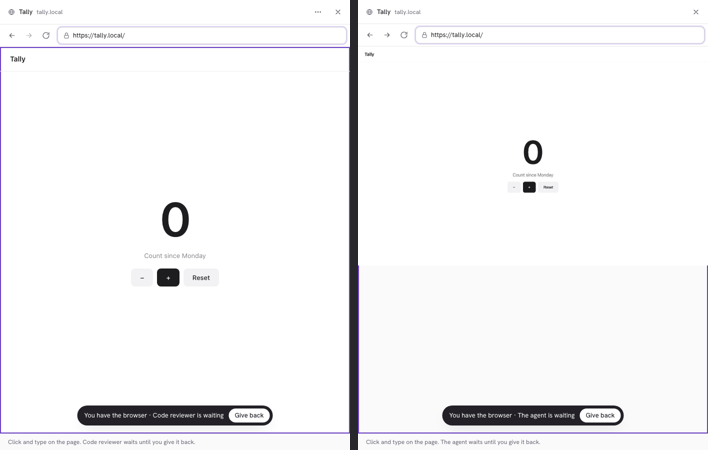 Tally tally.local
https://tally.local/
Tally
0
Count since Monday
− + Reset
You have the browser · Code reviewer is waiting Give back
Click and type on the page. Code reviewer waits until you give it back.
Tally tally.local
https://tally.local/
Tally
0
Count since Monday
− + Reset
You have the browser · The agent is waiting Give back
Click and type on the page. The agent waits until you give it back.